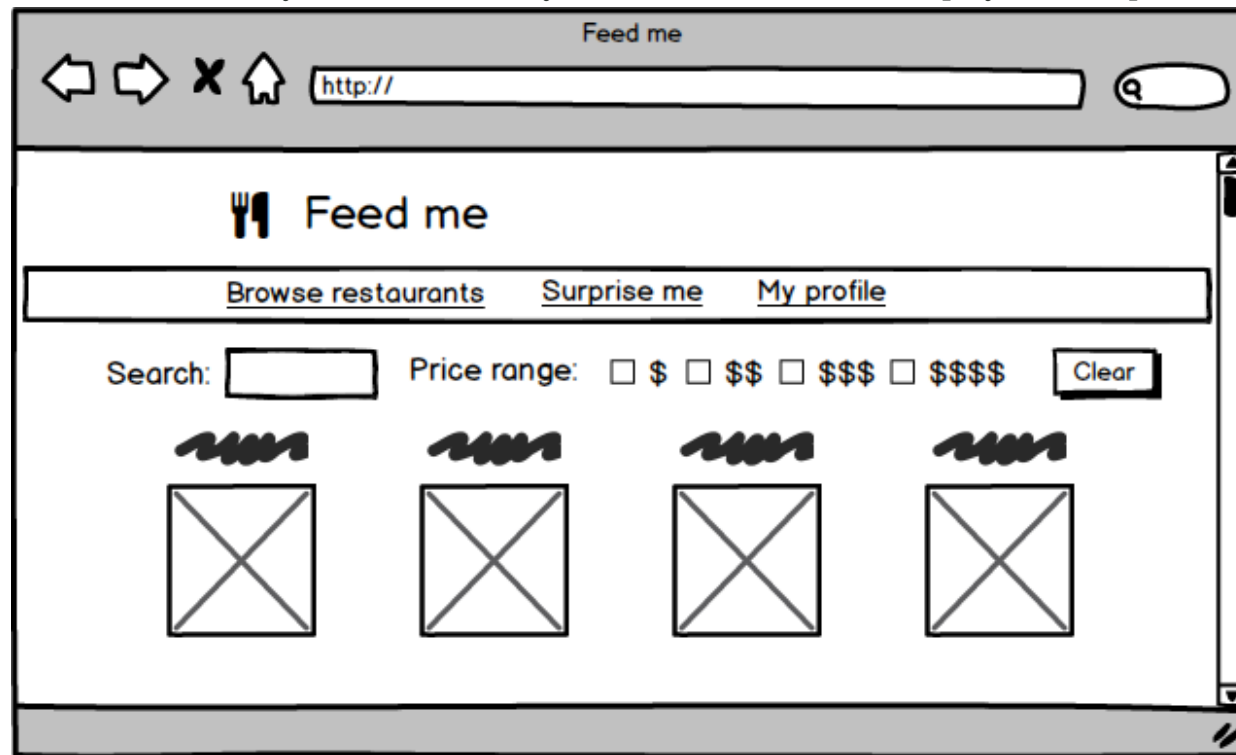 Feed me
http://
Feed me
Browse restaurants Surprise me My profile
Search: Price range: $ $$ $$$ $$$$ Clear